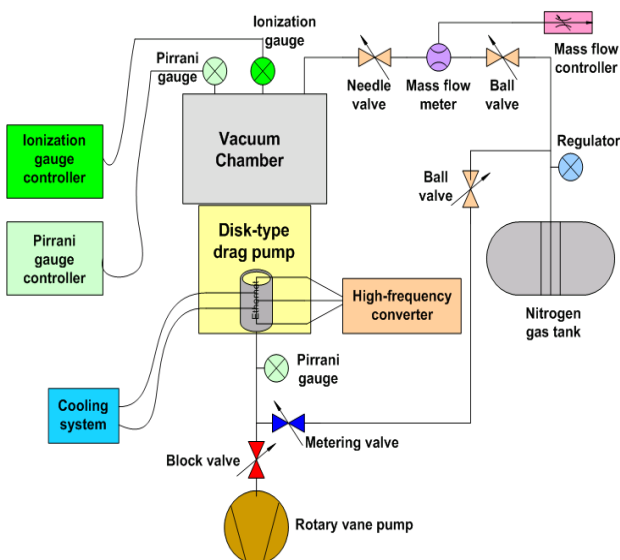 Ionization
gauge
Pirrani
gauge
Mass flow
controller
Needle
valve
Mass flow
meter
Ball
valve
Ionization
gauge
controller
Vacuum
Chamber
Regulator
Ball
valve
Pirrani
gauge
controller
Disk-type
drag pump
Ethernet
High-frequency
converter
Nitrogen
gas tank
Pirrani
gauge
Cooling
system
Metering valve
Block valve
Rotary vane pump